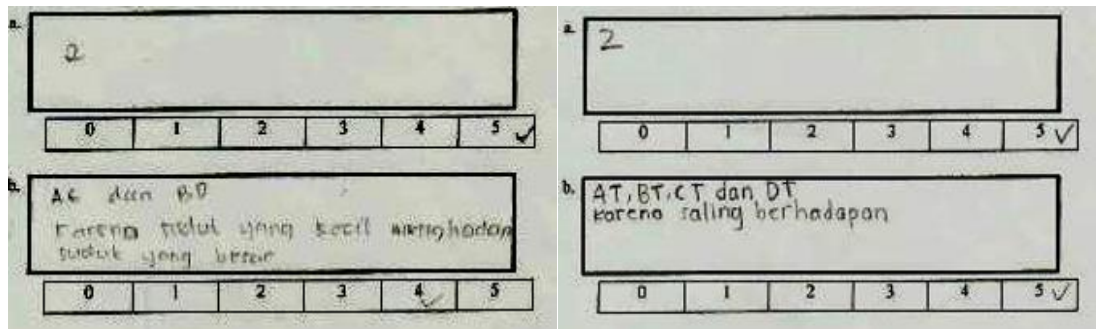 a.
2
0 1 2 3 4 5 ✓
b.
AC dan BD
karena sudut yang kecil menghadap
sudut yang besar
0 1 2 3 4 ✓ 5
a.
2
0 1 2 3 4 5 ✓
b.
AT, BT, CT dan DT
karena saling berhadapan
0 1 2 3 4 5 ✓